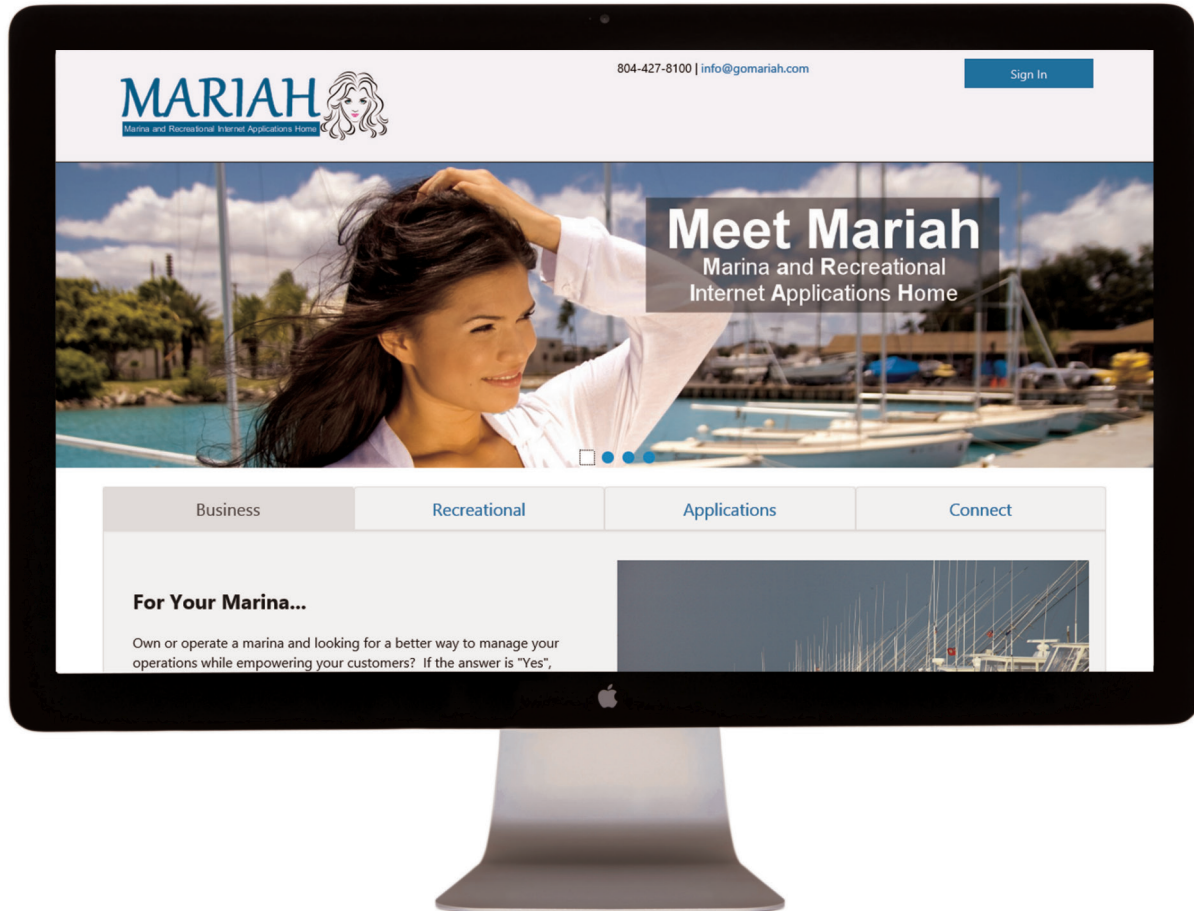 MARIAH
Marina and Recreational Internet Applications Home
804-427-8100 | info@gomariah.com
Sign In
Meet Mariah
Marina and Recreational
Internet Applications Home
Business
Recreational
Applications
Connect
For Your Marina...
Own or operate a marina and looking for a better way to manage your
operations while empowering your customers?  If the answer is "Yes",